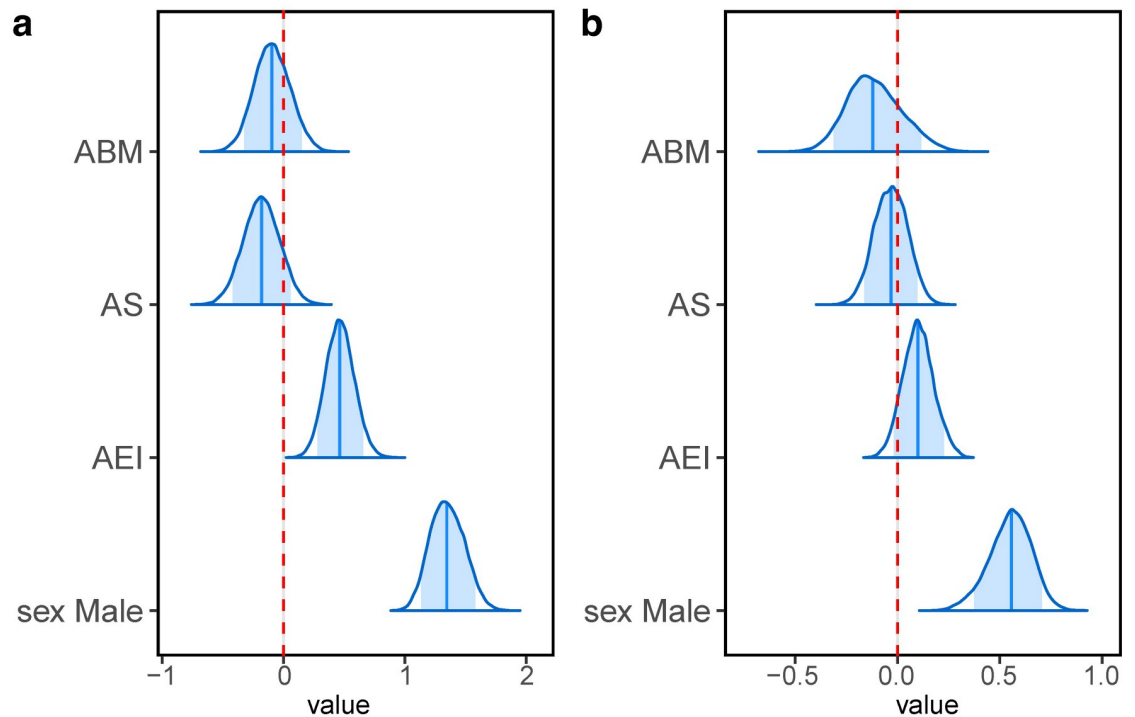 a
ABM
AS
AEI
sex Male
−1 0 1 2
value
b
ABM
AS
AEI
sex Male
−0.5 0.0 0.5 1.0
value